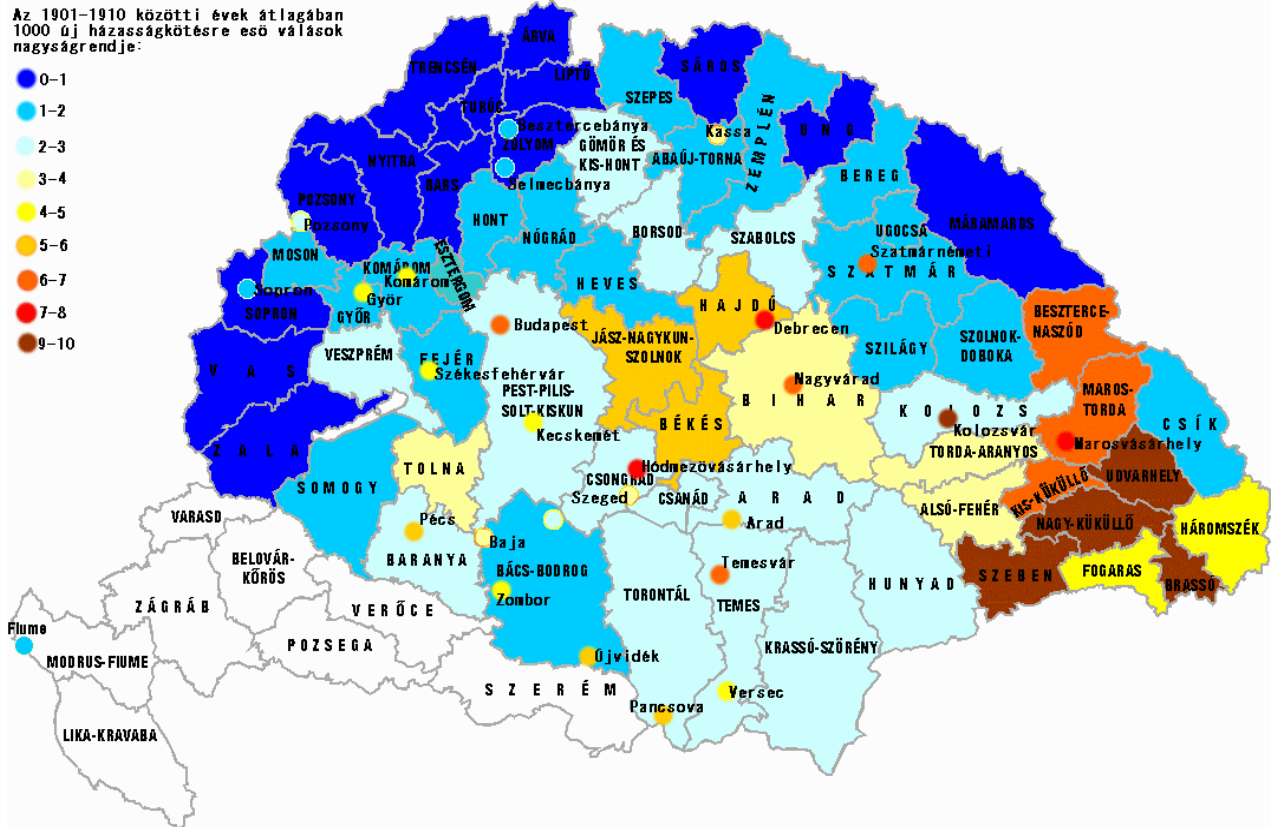 Az 1901-1910 közötti évek átlagában
1000 új házasságkötésre esö válások
nagyságrendje:
0-1
1-2
2-3
3-4
4-5
5-6
6-7
7-8
9-10
ÁRVA
TRENCSÉN
LIPTÓ
SÁROS
SZEPES
TURÓC
Besztercebánya
ZÓLYOM
Kassa
ZEMPLÉN
UNG
GÖMÖR ÉS
KIS-HONT
ABAÚJ-TORNA
NYITRA
BARS
Selmecbánya
BEREG
POZSONY
Pozsony
HONT
NÓGRÁD
BORSOD
SZABOLCS
UGOCSA
MÁRAMAROS
MOSON
KOMÁROM
Komárom
ESZTERGOM
HEVES
Szatmárnémeti
SZATMÁR
Sopron
SOPRON
Györ
GYŐR
HAJDÚ
Debrecen
BESZTERCE-
NASZÓD
Budapest
JÁSZ-NAGYKUN-
SZOLNOK
VESZPRÉM
FEJÉR
Székesfehérvár
SZILÁGY
SZOLNOK-
DOBOKA
VAS
PEST-PILIS-
SOLT-KISKUN
Nagyvárad
BIHAR
MAROS-
TORDA
Kecskemét
BÉKÉS
KOLOZS
Kolozsvár
CSÍK
ZALA
TOLNA
TORDA-ARANYOS
Marosvásárhely
SOMOGY
Hódmezövásárhely
CSONGRÁD
Szeged
CSANÁD
ARAD
KIS-KÜKÜLLŐ
UDVARHELY
VARASD
Pécs
Arad
ALSÓ-FEHÉR
NAGY-KÜKÜLLŐ
HÁROMSZÉK
BELOVÁR-
KŐRÖS
BARANYA
Baja
BÁCS-BODROG
Temesvár
HUNYAD
SZEBEN
FOGARAS
BRASSÓ
ZÁGRÁB
VERŐCE
Zombor
TORONTÁL
TEMES
Fiume
POZSEGA
MODRUS-FIUME
Újvidék
KRASSÓ-SZÖRÉNY
SZERÉM
Versec
Pancsova
LIKA-KRAVABA